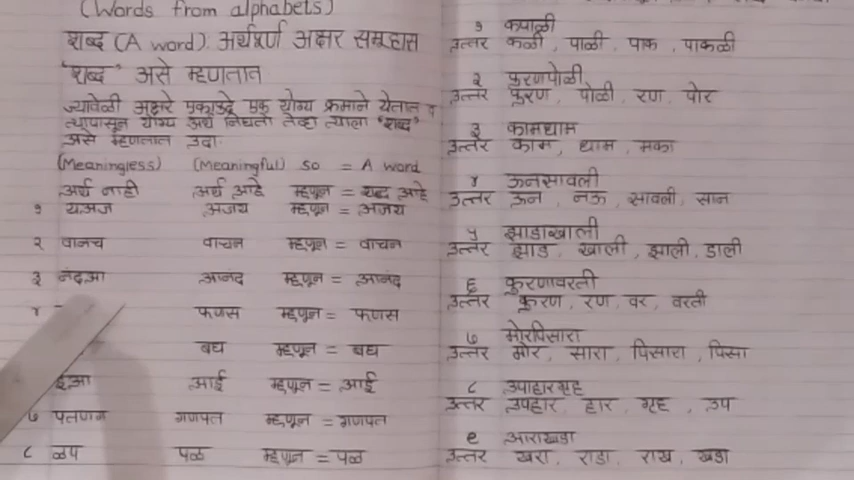 (Words from alphabets)
शब्द (A word): अर्थपूर्ण अक्षर समूहास
"शब्द" असे म्हणतात
ज्यावेळी अक्षरे एकापुढे एक योग्य क्रमाने येतात व
त्यापासून योग्य अर्थ निघतो तेव्हा त्याला "शब्द"
असे म्हणतात उदा.
(Meaningless) (Meaningful) so = A word
अर्थ नाही अर्थ आहे म्हणून = शब्द आहे
१ यअज अजय म्हणून = अजय
२ वानच वाचन म्हणून = वाचन
३ नंदआ आनंद म्हणून = आनंद
४ फणस म्हणून = फणस
बघ म्हणून = बघ
ईआ आई म्हणून = आई
७ पतणग गणपत म्हणून = गणपत
८ ळप पळ म्हणून = पळ
१ कपाळी
उत्तर कळी, पाळी, पाक, पाकळी
२ पुरणपोळी
उत्तर पुरण, पोळी, रण, पोर
३ कामधाम
उत्तर काम, धाम, मका
४ ऊनसावली
उत्तर ऊन, नऊ, सावली, सान
५ झाडाखाली
उत्तर झाड, खाली, झाली, डाली
६ कुरणावरती
उत्तर कुरण, रण, वर, वरती
७ मोरपिसारा
उत्तर मोर, सारा, पिसारा, पिसा
८ उपाहारगृह
उत्तर उपहार, हार, गृह, उप
९ आराखडा
उत्तर खरा, राडा, राख, खडा